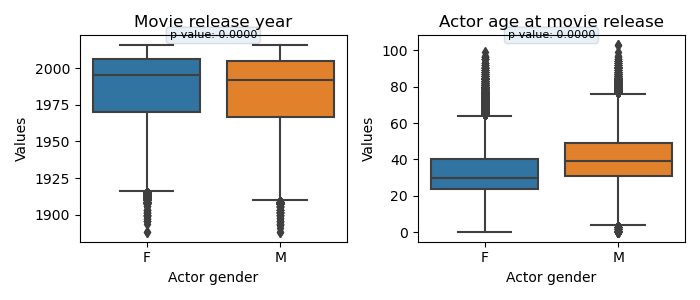 Movie release year
p-value: 0.0000
Values
2000
1975
1950
1925
1900
F M
Actor gender
Actor age at movie release
p-value: 0.0000
Values
100
80
60
40
20
0
F M
Actor gender